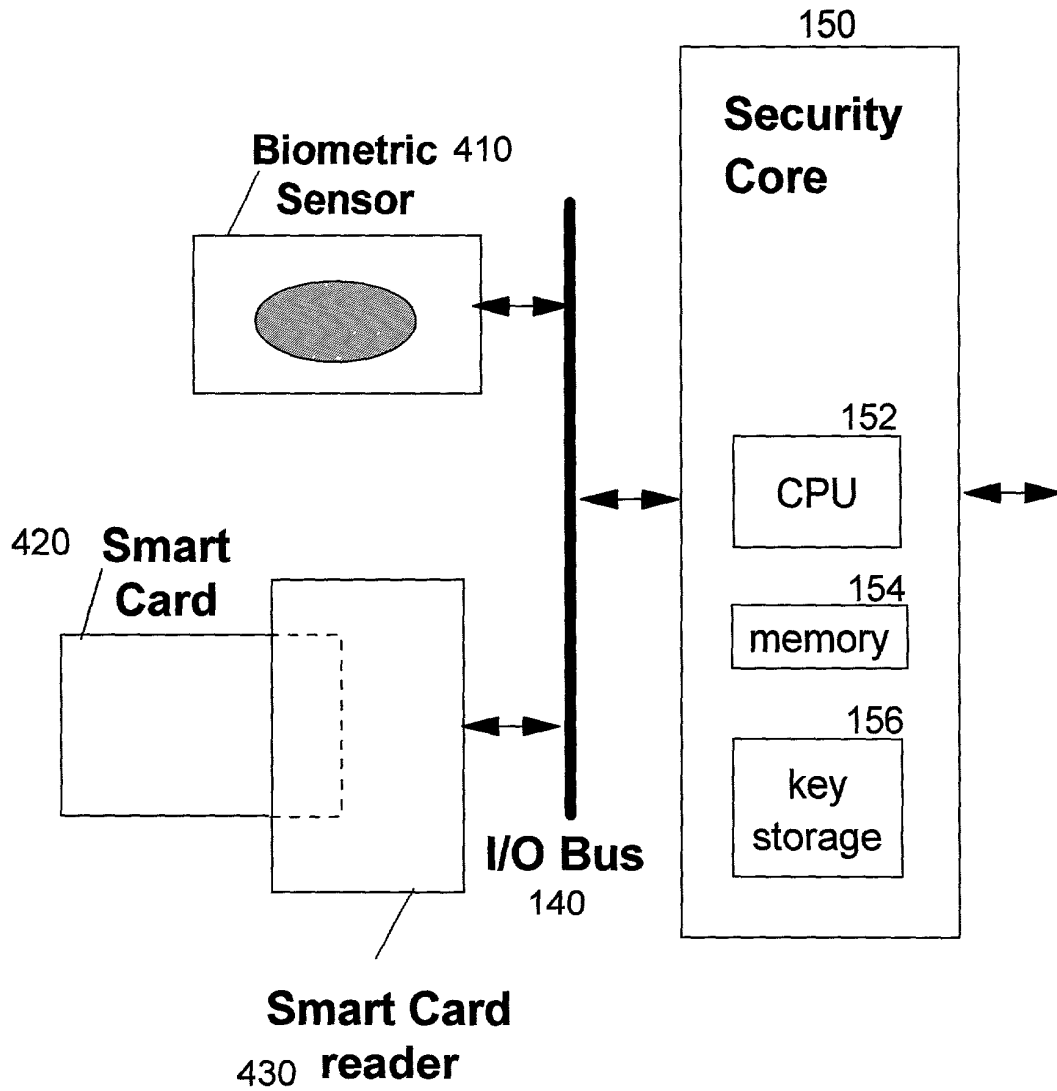 150
Security
Core
Biometric 410
Sensor
152
CPU
420 Smart
Card
154
memory
156
key
storage
I/O Bus
140
Smart Card
430 reader